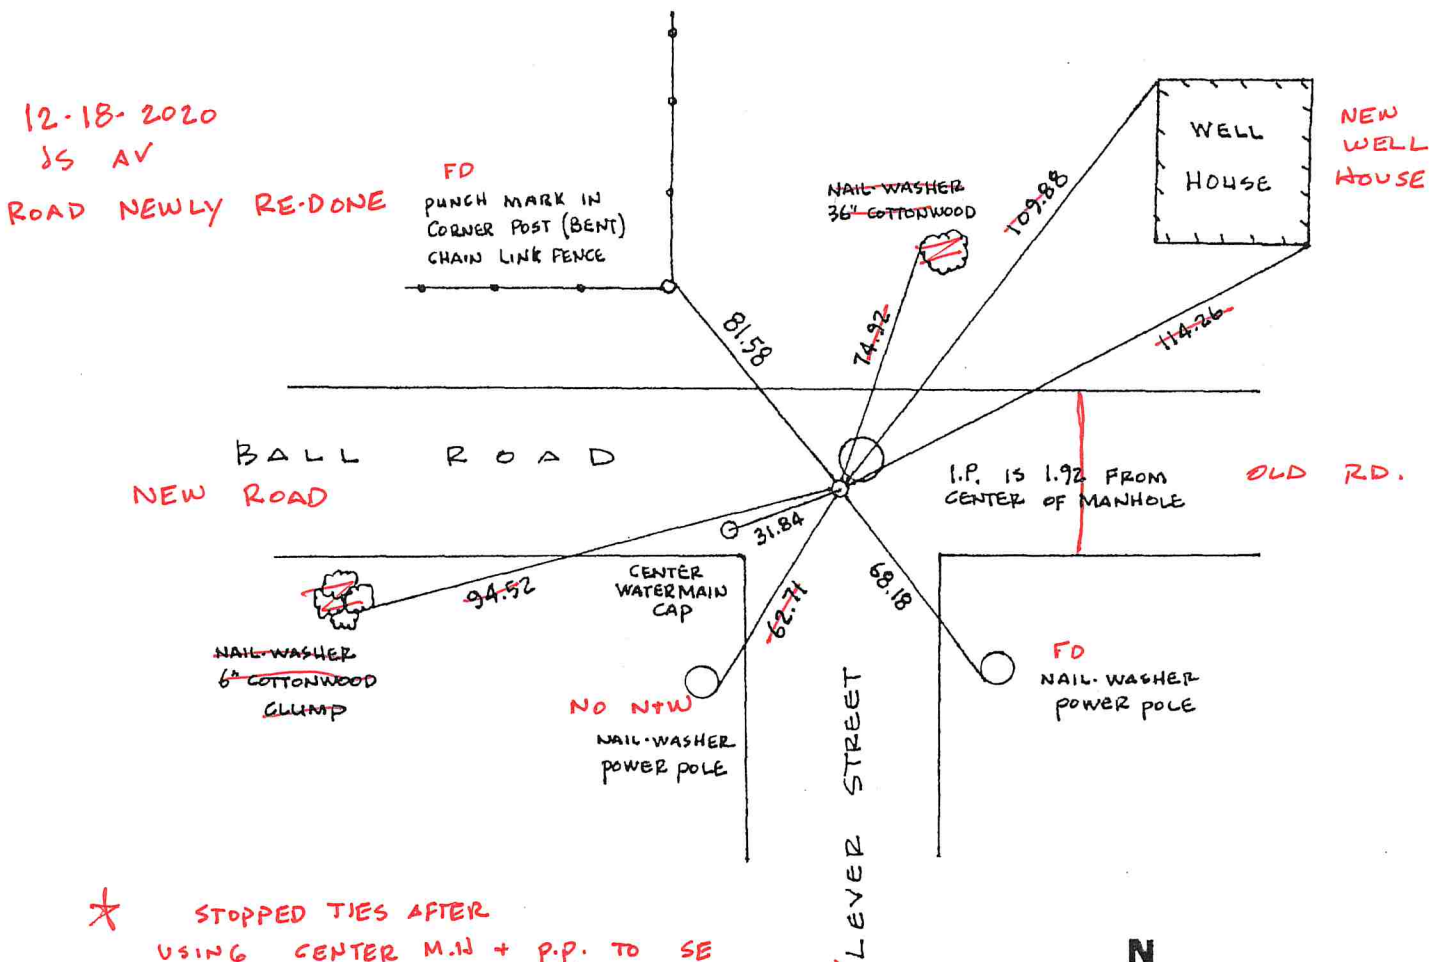 12-18-2020
JS AV
ROAD NEWLY RE-DONE
FD
PUNCH MARK IN
CORNER POST (BENT)
CHAIN LINK FENCE
NAIL-WASHER
36" COTTONWOOD
WELL
HOUSE
NEW
WELL
HOUSE
81.58
74.92
109.88
114.26
BALL ROAD
NEW ROAD
I.P. IS 1.92 FROM
CENTER OF MANHOLE
OLD RD.
31.84
94.52
CENTER
WATERMAIN
CAP
62.71
68.18
NAIL-WASHER
6" COTTONWOOD
CLUMP
NO N+W
NAIL-WASHER
POWER POLE
FD
NAIL-WASHER
POWER POLE
LEVER STREET
* STOPPED TIES AFTER
USING CENTER M.H + P.P. TO SE
N